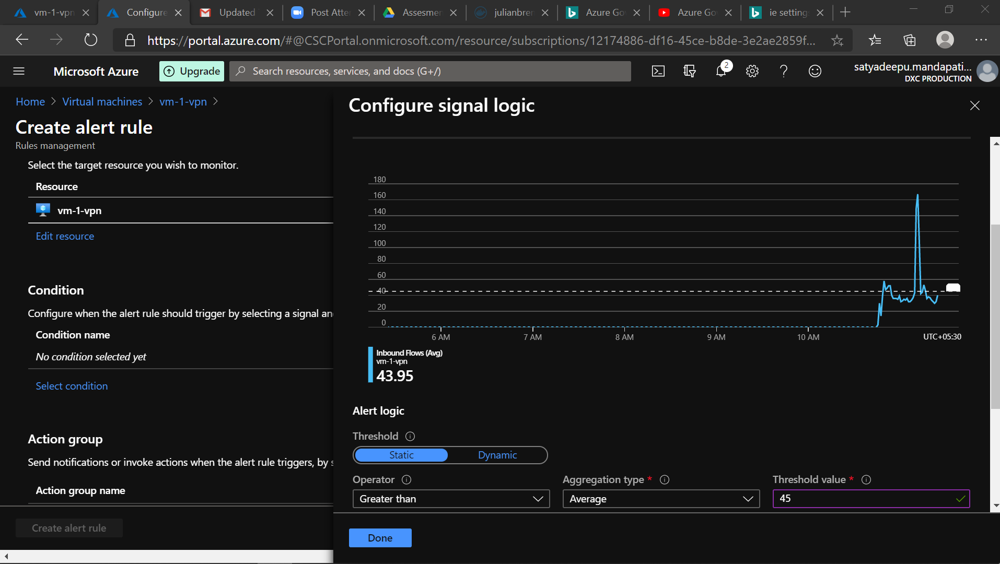 vm-1-vpn
Configure
Updated
Post Atter
Assesmen
julianbren
Azure Go
Azure Go
ie setting
https://portal.azure.com/#@CSCPortal.onmicrosoft.com/resource/subscriptions/12174886-df16-45ce-b8de-3e2ae2859f...
Microsoft Azure
Upgrade
Search resources, services, and docs (G+/)
2
satyadeepu.mandapati...
DXC PRODUCTION
Home > Virtual machines > vm-1-vpn >
Create alert rule
Rules management
Select the target resource you wish to monitor.
Resource
vm-1-vpn
Edit resource
Condition
Configure when the alert rule should trigger by selecting a signal an
Condition name
No condition selected yet
Select condition
Action group
Send notifications or invoke actions when the alert rule triggers, by s
Action group name
Create alert rule
Configure signal logic
180
160
140
120
100
80
60
40
20
0
6 AM 7 AM 8 AM 9 AM 10 AM UTC+05:30
Inbound Flows (Avg)
vm-1-vpn
43.95
Alert logic
Threshold
Static Dynamic
Operator Aggregation type * Threshold value *
Greater than Average 45
Done